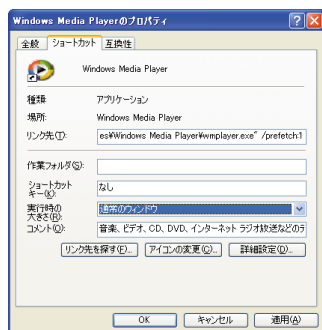 Windows Media Playerのプロパティ
全般 ショートカット 互換性
Windows Media Player
種類: アプリケーション
場所: Windows Media Player
リンク先(T): es¥Windows Media Player¥wmplayer.exe" /prefetch:1
作業フォルダ(S):
ショートカットキー(K): なし
実行時の大きさ(R): 通常のウィンドウ
コメント(O): 音楽、ビデオ、CD、DVD、インターネット ラジオ放送などのデ
リンク先を探す(F)... アイコンの変更(C)... 詳細設定(D)...
OK キャンセル 適用(A)